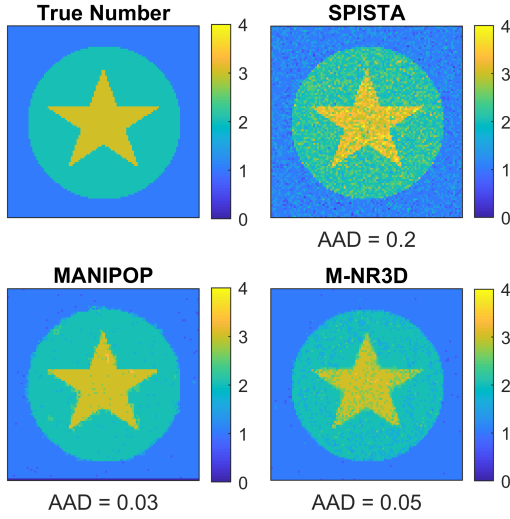 True Number
4
3
2
1
0
SPISTA
4
3
2
1
0
AAD = 0.2
MANIPOP
4
3
2
1
0
AAD = 0.03
M-NR3D
4
3
2
1
0
AAD = 0.05